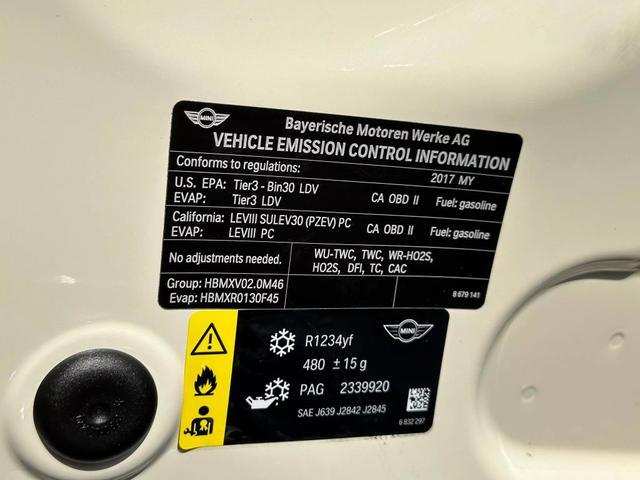 MINI
Bayerische Motoren Werke AG
VEHICLE EMISSION CONTROL INFORMATION
Conforms to regulations: 2017 MY
U.S. EPA: Tier3 - Bin30 LDV CA OBD II Fuel: gasoline
EVAP: Tier3 LDV
California: LEVIII SULEV30 (PZEV) PC CA OBD II Fuel: gasoline
EVAP: LEVIII PC
No adjustments needed. WU-TWC, TWC, WR-HO2S,
HO2S, DFI, TC, CAC
Group: HBMXV02.0M46
Evap: HBMXR0130F45 8 679 141
MINI
R1234yf
480 ± 15 g
PAG 2339920
SAE J639 J2842 J2845
6 832 297